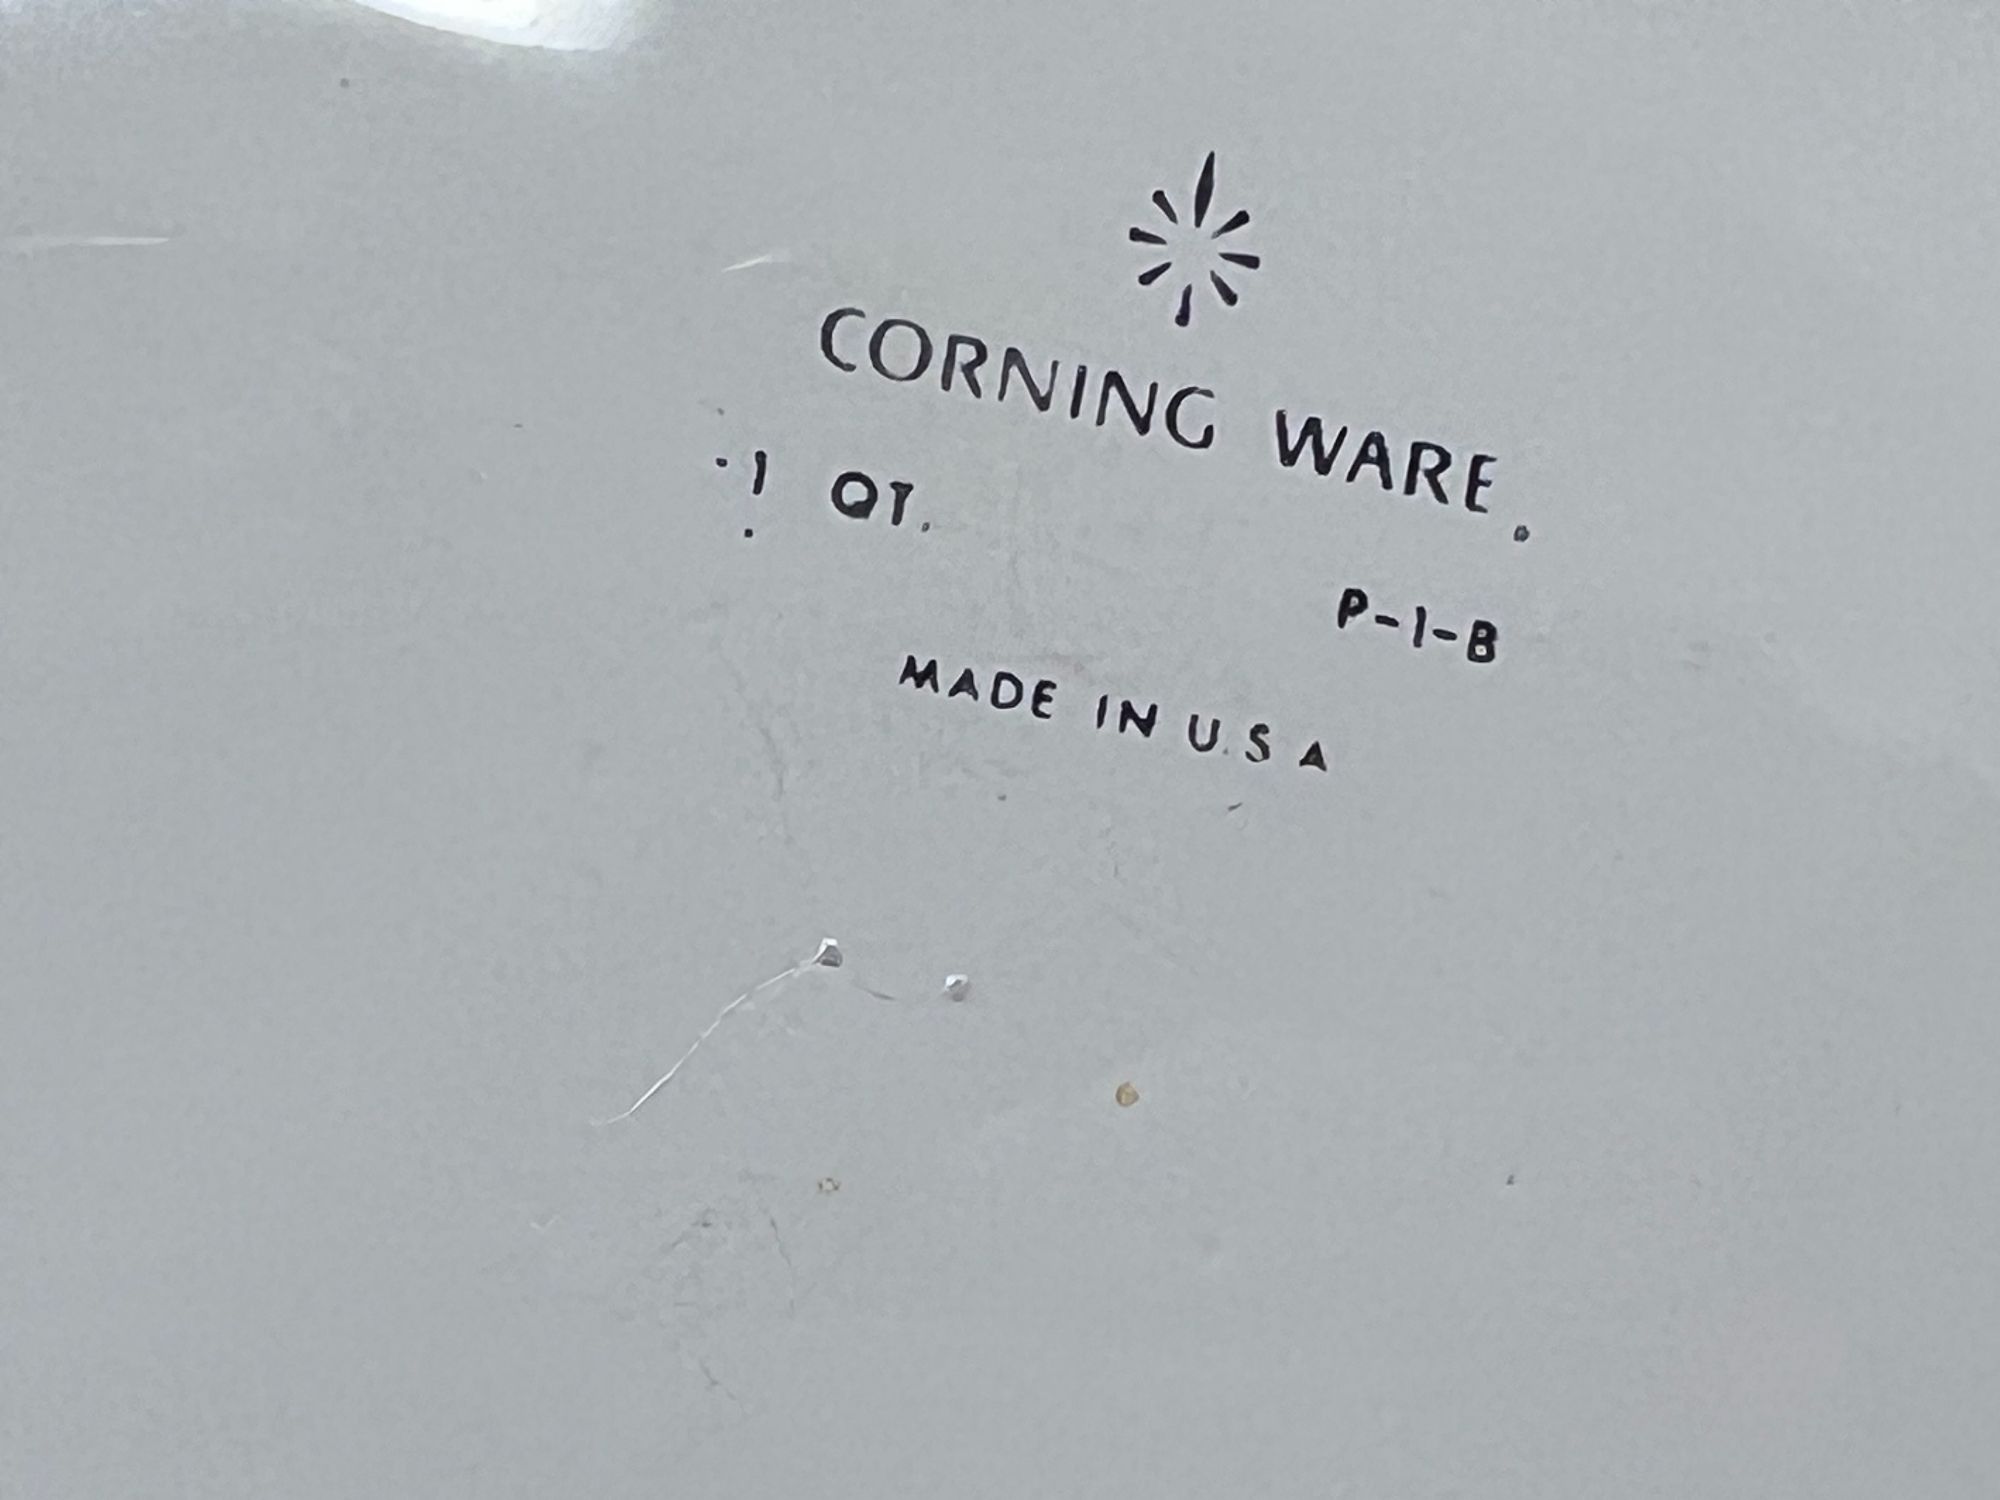 CORNING WARE.
1 QT.
P-1-B
MADE IN U.S A